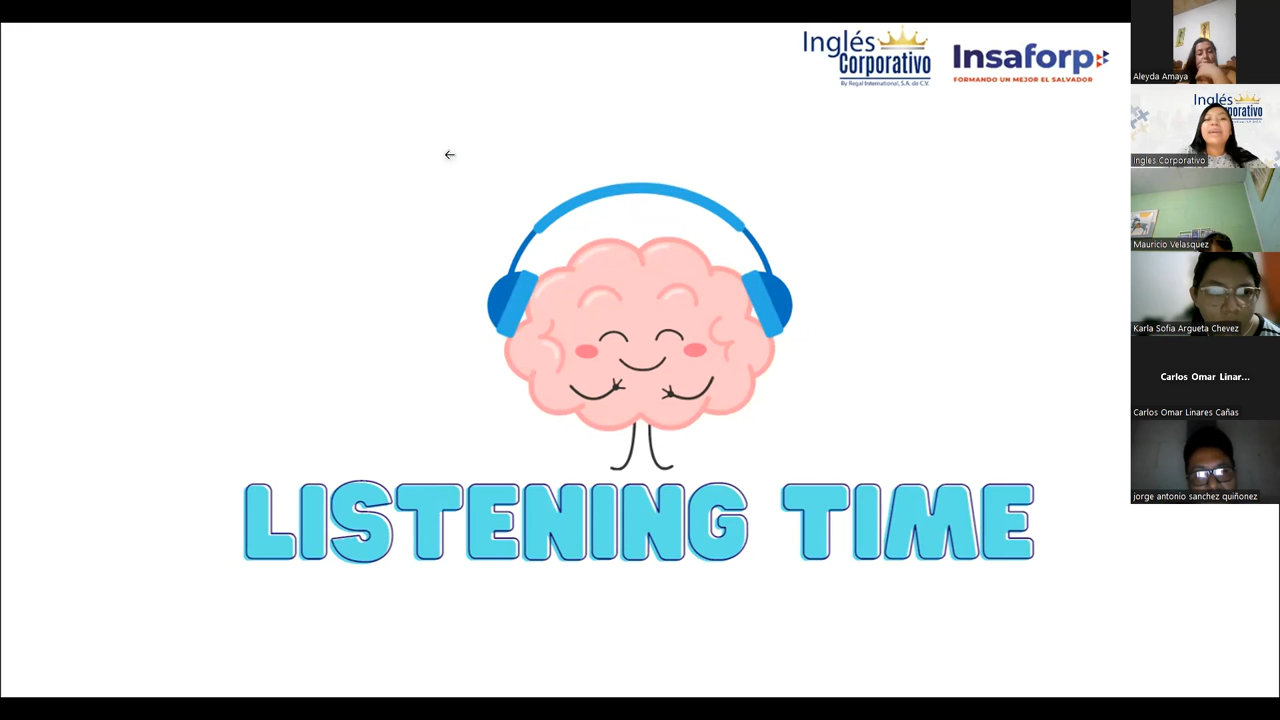 Inglés
Corporativo
By Regal International, S.A. de C.V.
Insaforp
FORMANDO UN MEJOR EL SALVADOR
LISTENING TIME
Aleyda Amaya
Inglés
Ingles Corporativo
Mauricio Velasquez
Karla Sofia Argueta Chevez
Carlos Omar Linar...
Carlos Omar Linares Cañas
jorge antonio sanchez quiñonez